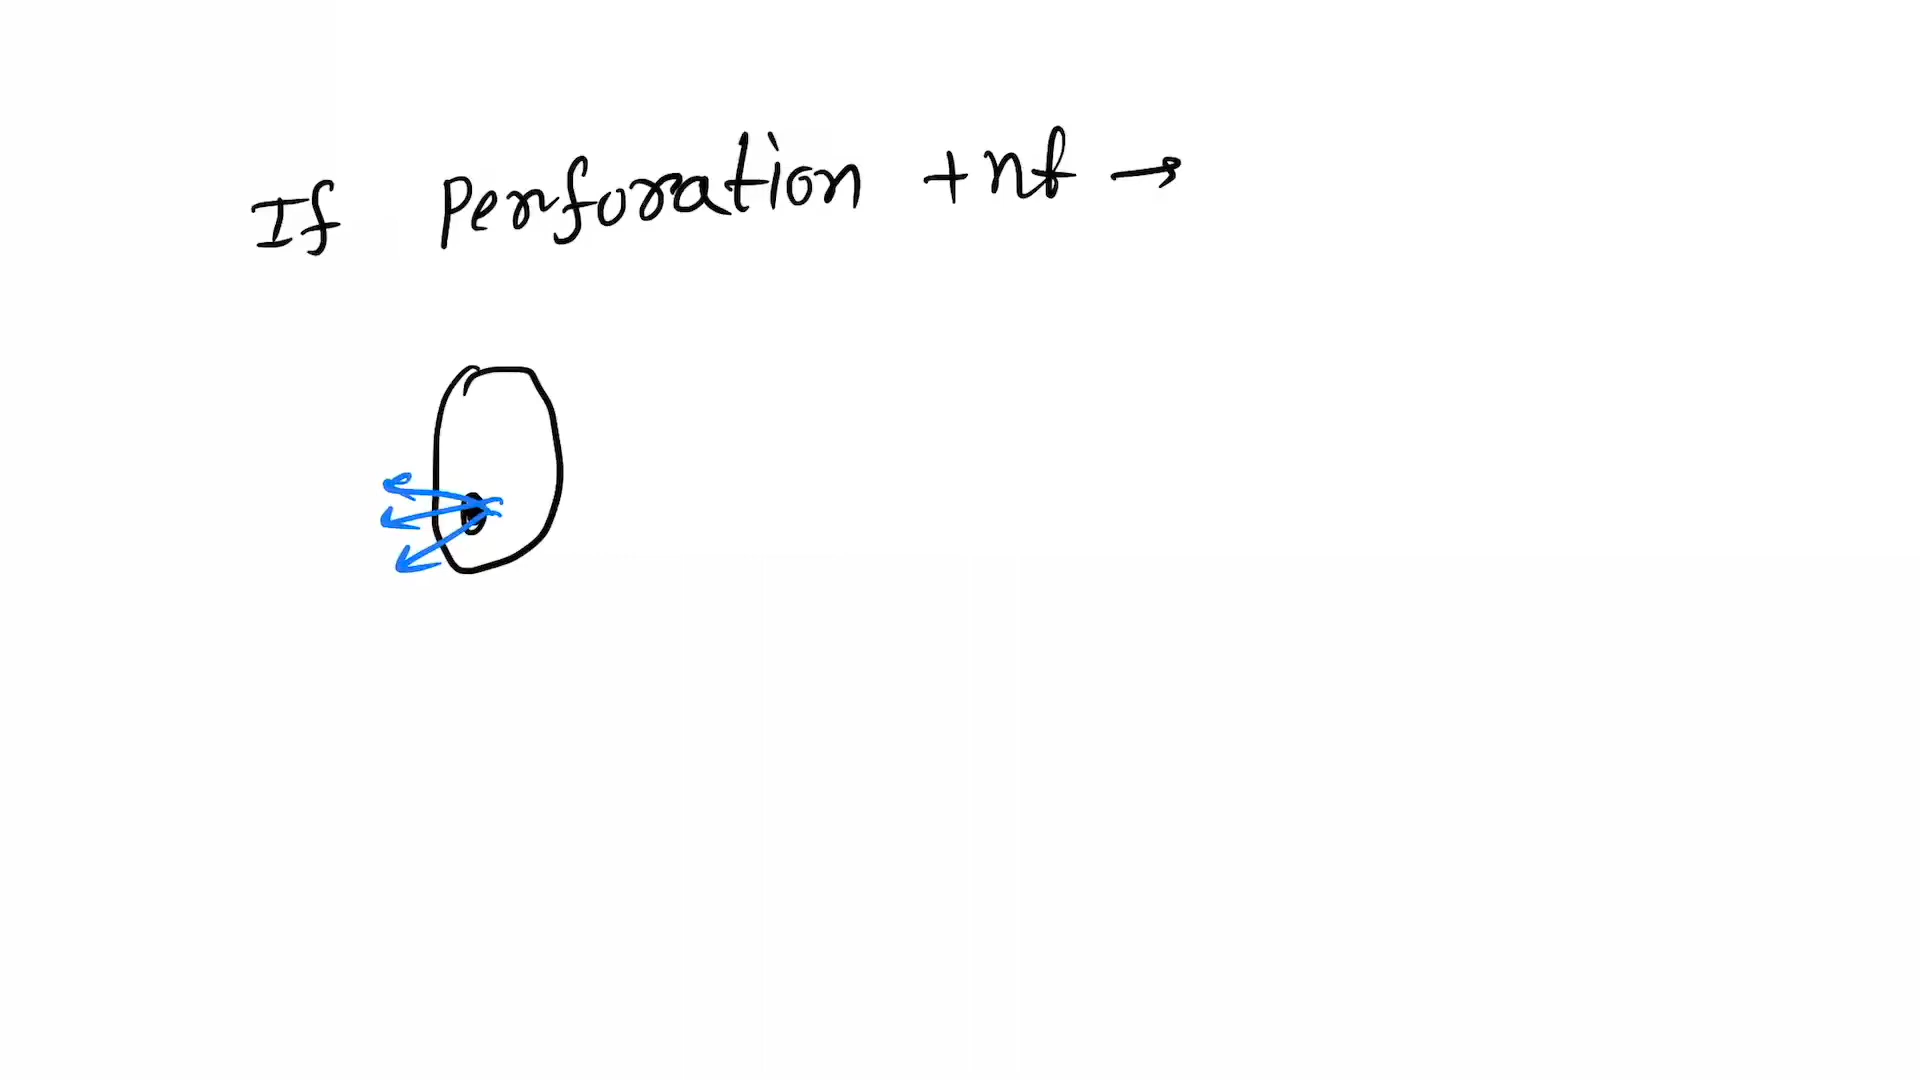 If Perforation +nt →